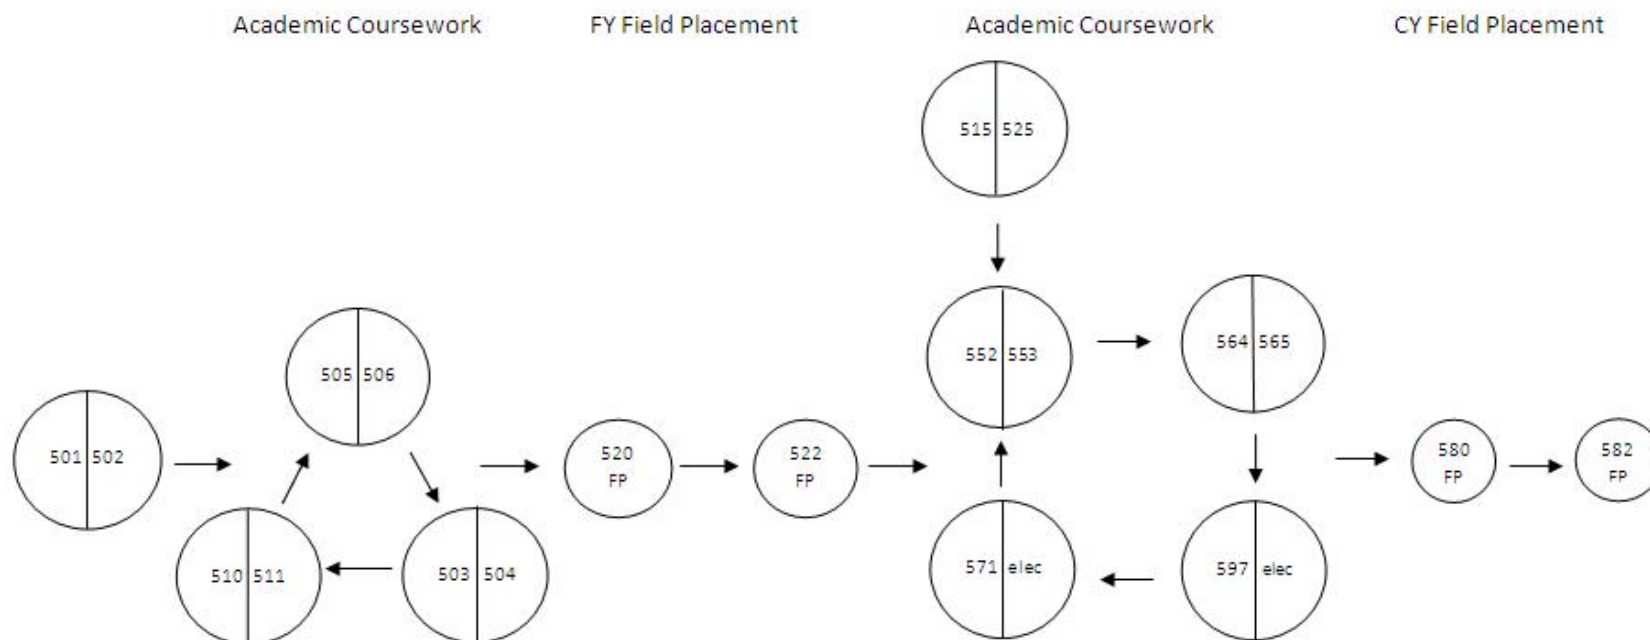 Academic Coursework
FY Field Placement
Academic Coursework
CY Field Placement
515 525
505 506
552 553
564 565
501 502
520
FP
522
FP
580
FP
582
FP
510 511
503 504
571 elec
597 elec